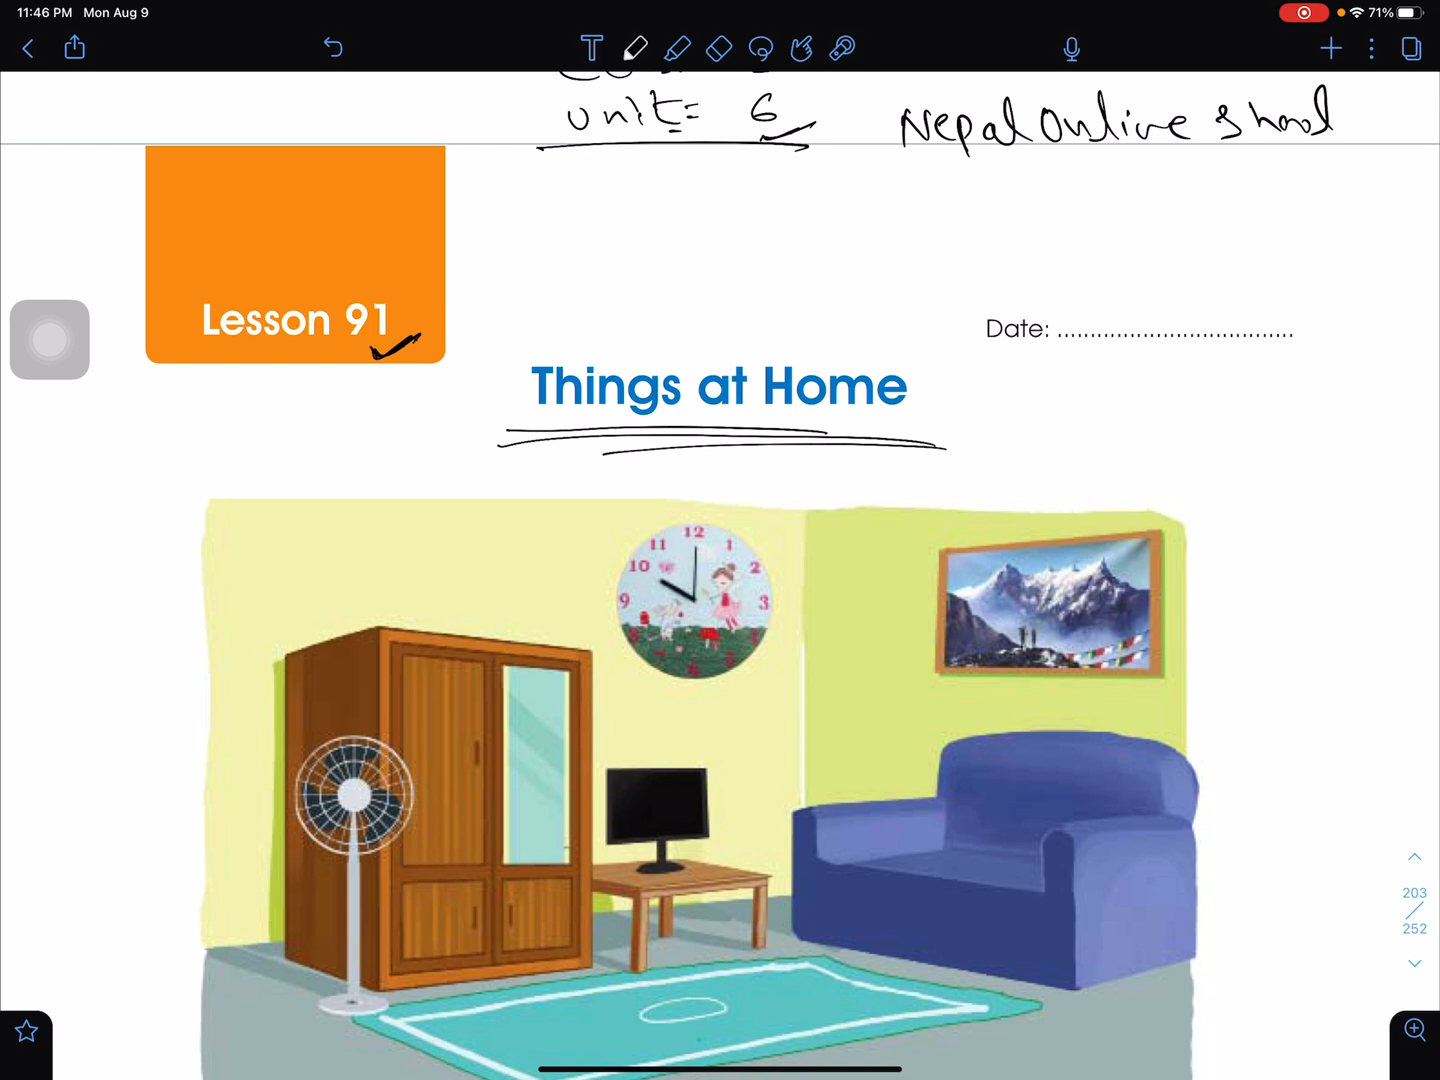 11:46 PM Mon Aug 9
71%
unit= 6
Nepal Online shool
Lesson 91
Date: ....................................
Things at Home
12
11 1
10 2
9 3
203
252